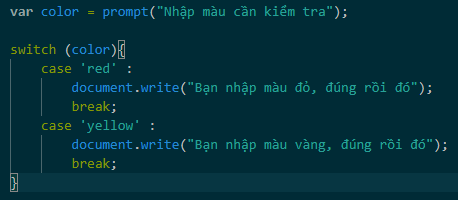 var color = prompt("Nhập màu cần kiểm tra");
switch (color){
case 'red' :
document.write("Bạn nhập màu đỏ, đúng rồi đó");
break;
case 'yellow' :
document.write("Bạn nhập màu vàng, đúng rồi đó");
break;
}